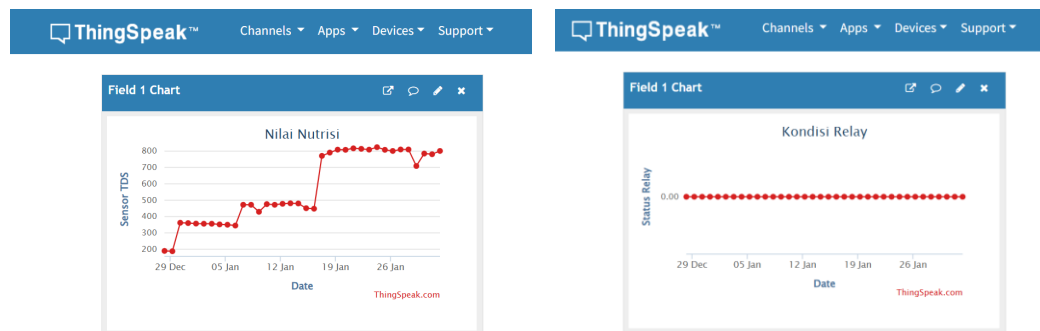 ThingSpeak™ Channels Apps Devices Support
Field 1 Chart
Nilai Nutrisi
Sensor TDS
800
700
600
500
400
300
200
29 Dec 05 Jan 12 Jan 19 Jan 26 Jan
Date
ThingSpeak.com
ThingSpeak™ Channels Apps Devices Support
Field 1 Chart
Kondisi Relay
Status Relay
0.00
29 Dec 05 Jan 12 Jan 19 Jan 26 Jan
Date
ThingSpeak.com